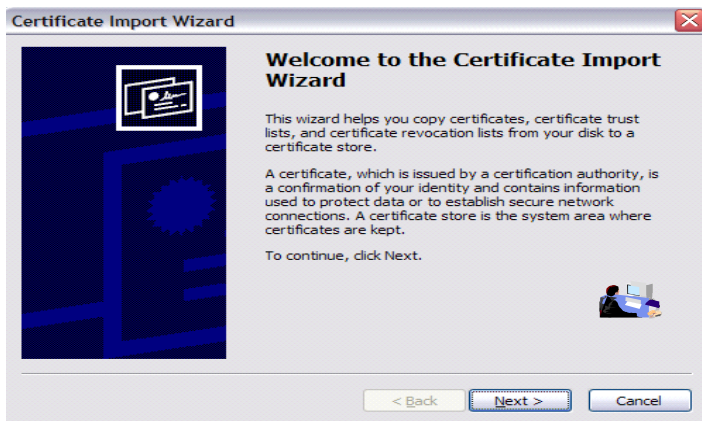 Certificate Import Wizard
Welcome to the Certificate Import
Wizard
This wizard helps you copy certificates, certificate trust
lists, and certificate revocation lists from your disk to a
certificate store.
A certificate, which is issued by a certification authority, is
a confirmation of your identity and contains information
used to protect data or to establish secure network
connections. A certificate store is the system area where
certificates are kept.
To continue, click Next.
< Back Next > Cancel